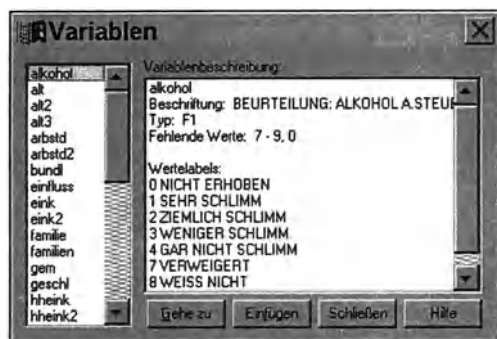 Variablen
alkohol
alt
alt2
alt3
arbstd
arbstd2
bundl
einfluss
eink
eink2
familie
familien
gem
geschl
hheink
hheink2
Variablenbeschreibung:
alkohol
Beschriftung: BEURTEILUNG: ALKOHOL A.STEUE
Typ: F1
Fehlende Werte: 7 - 9, 0
Wertelabels:
0 NICHT ERHOBEN
1 SEHR SCHLIMM
2 ZIEMLICH SCHLIMM
3 WENIGER SCHLIMM
4 GAR NICHT SCHLIMM
7 VERWEIGERT
8 WEISS NICHT
Gehe zu
Einfügen
Schließen
Hilfe